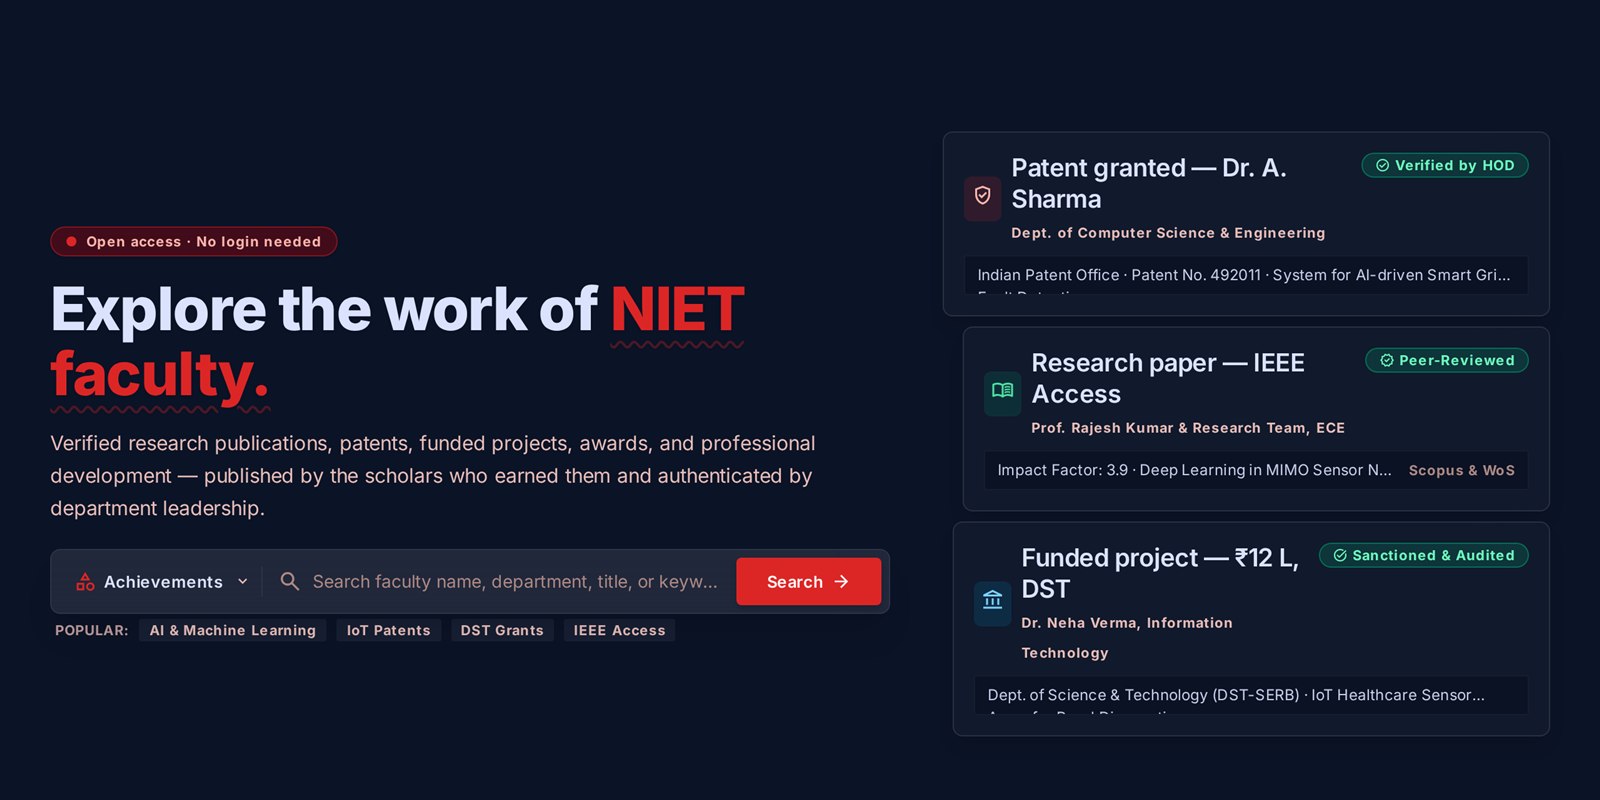 Open access · No login needed
Explore the work of NIET
faculty.
Verified research publications, patents, funded projects, awards, and professional
development — published by the scholars who earned them and authenticated by
department leadership.
Achievements
Search faculty name, department, title, or keyw...
Search
POPULAR:
AI & Machine Learning
IoT Patents
DST Grants
IEEE Access
Patent granted — Dr. A.
Sharma
Verified by HOD
Dept. of Computer Science & Engineering
Indian Patent Office · Patent No. 492011 · System for AI-driven Smart Gri...
Research paper — IEEE
Access
Peer-Reviewed
Prof. Rajesh Kumar & Research Team, ECE
Impact Factor: 3.9 · Deep Learning in MIMO Sensor N...
Scopus & WoS
Funded project — ₹12 L,
DST
Sanctioned & Audited
Dr. Neha Verma, Information
Technology
Dept. of Science & Technology (DST-SERB) · IoT Healthcare Sensor...